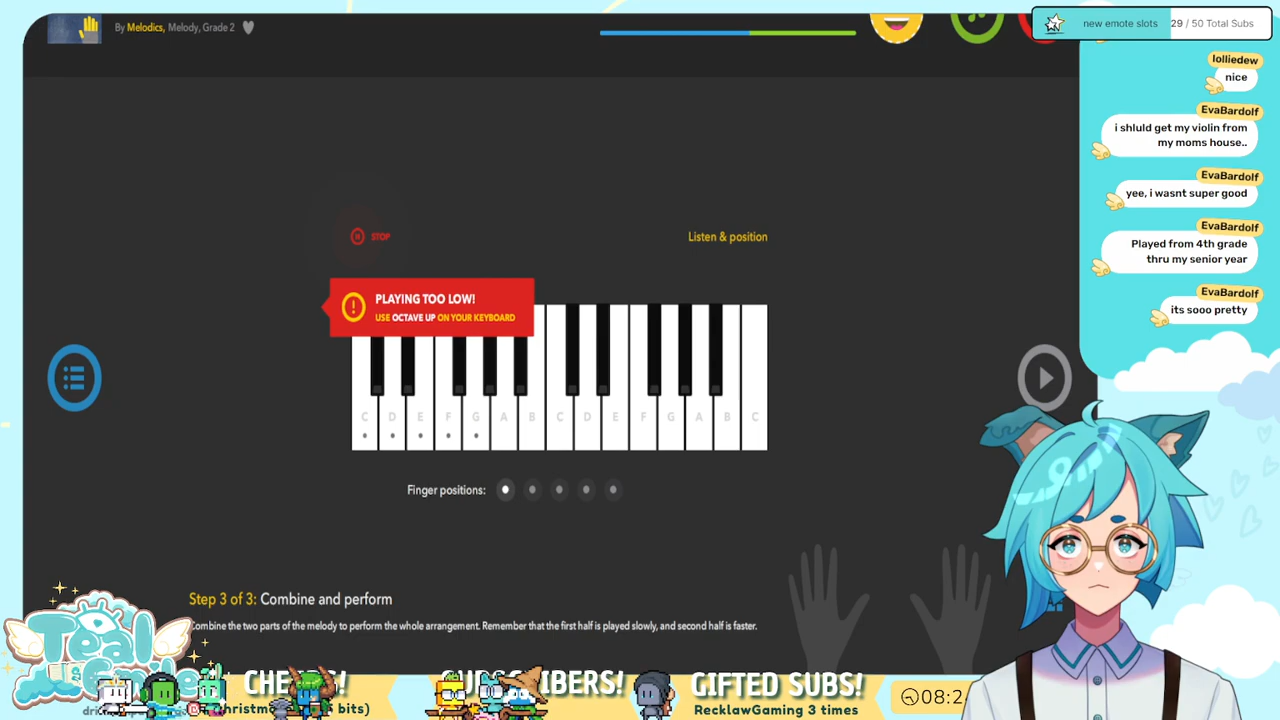 By Melodics, Melody, Grade 2
new emote slots 29 / 50 Total Subs
lolliedew
nice
EvaBardolf
i shluld get my violin from
my moms house..
EvaBardolf
yee, i wasnt super good
EvaBardolf
Played from 4th grade
thru my senior year
EvaBardolf
its sooo pretty
STOP
Listen & position
PLAYING TOO LOW!
USE OCTAVE UP ON YOUR KEYBOARD
C D E F G A B C D E F G A B C
Finger positions:
Step 3 of 3: Combine and perform
Combine the two parts of the melody to perform the whole arrangement. Remember that the first half is played slowly, and second half is faster.
Teal
GIFTED SUBS!
RecklawGaming 3 times
08:2
bits)